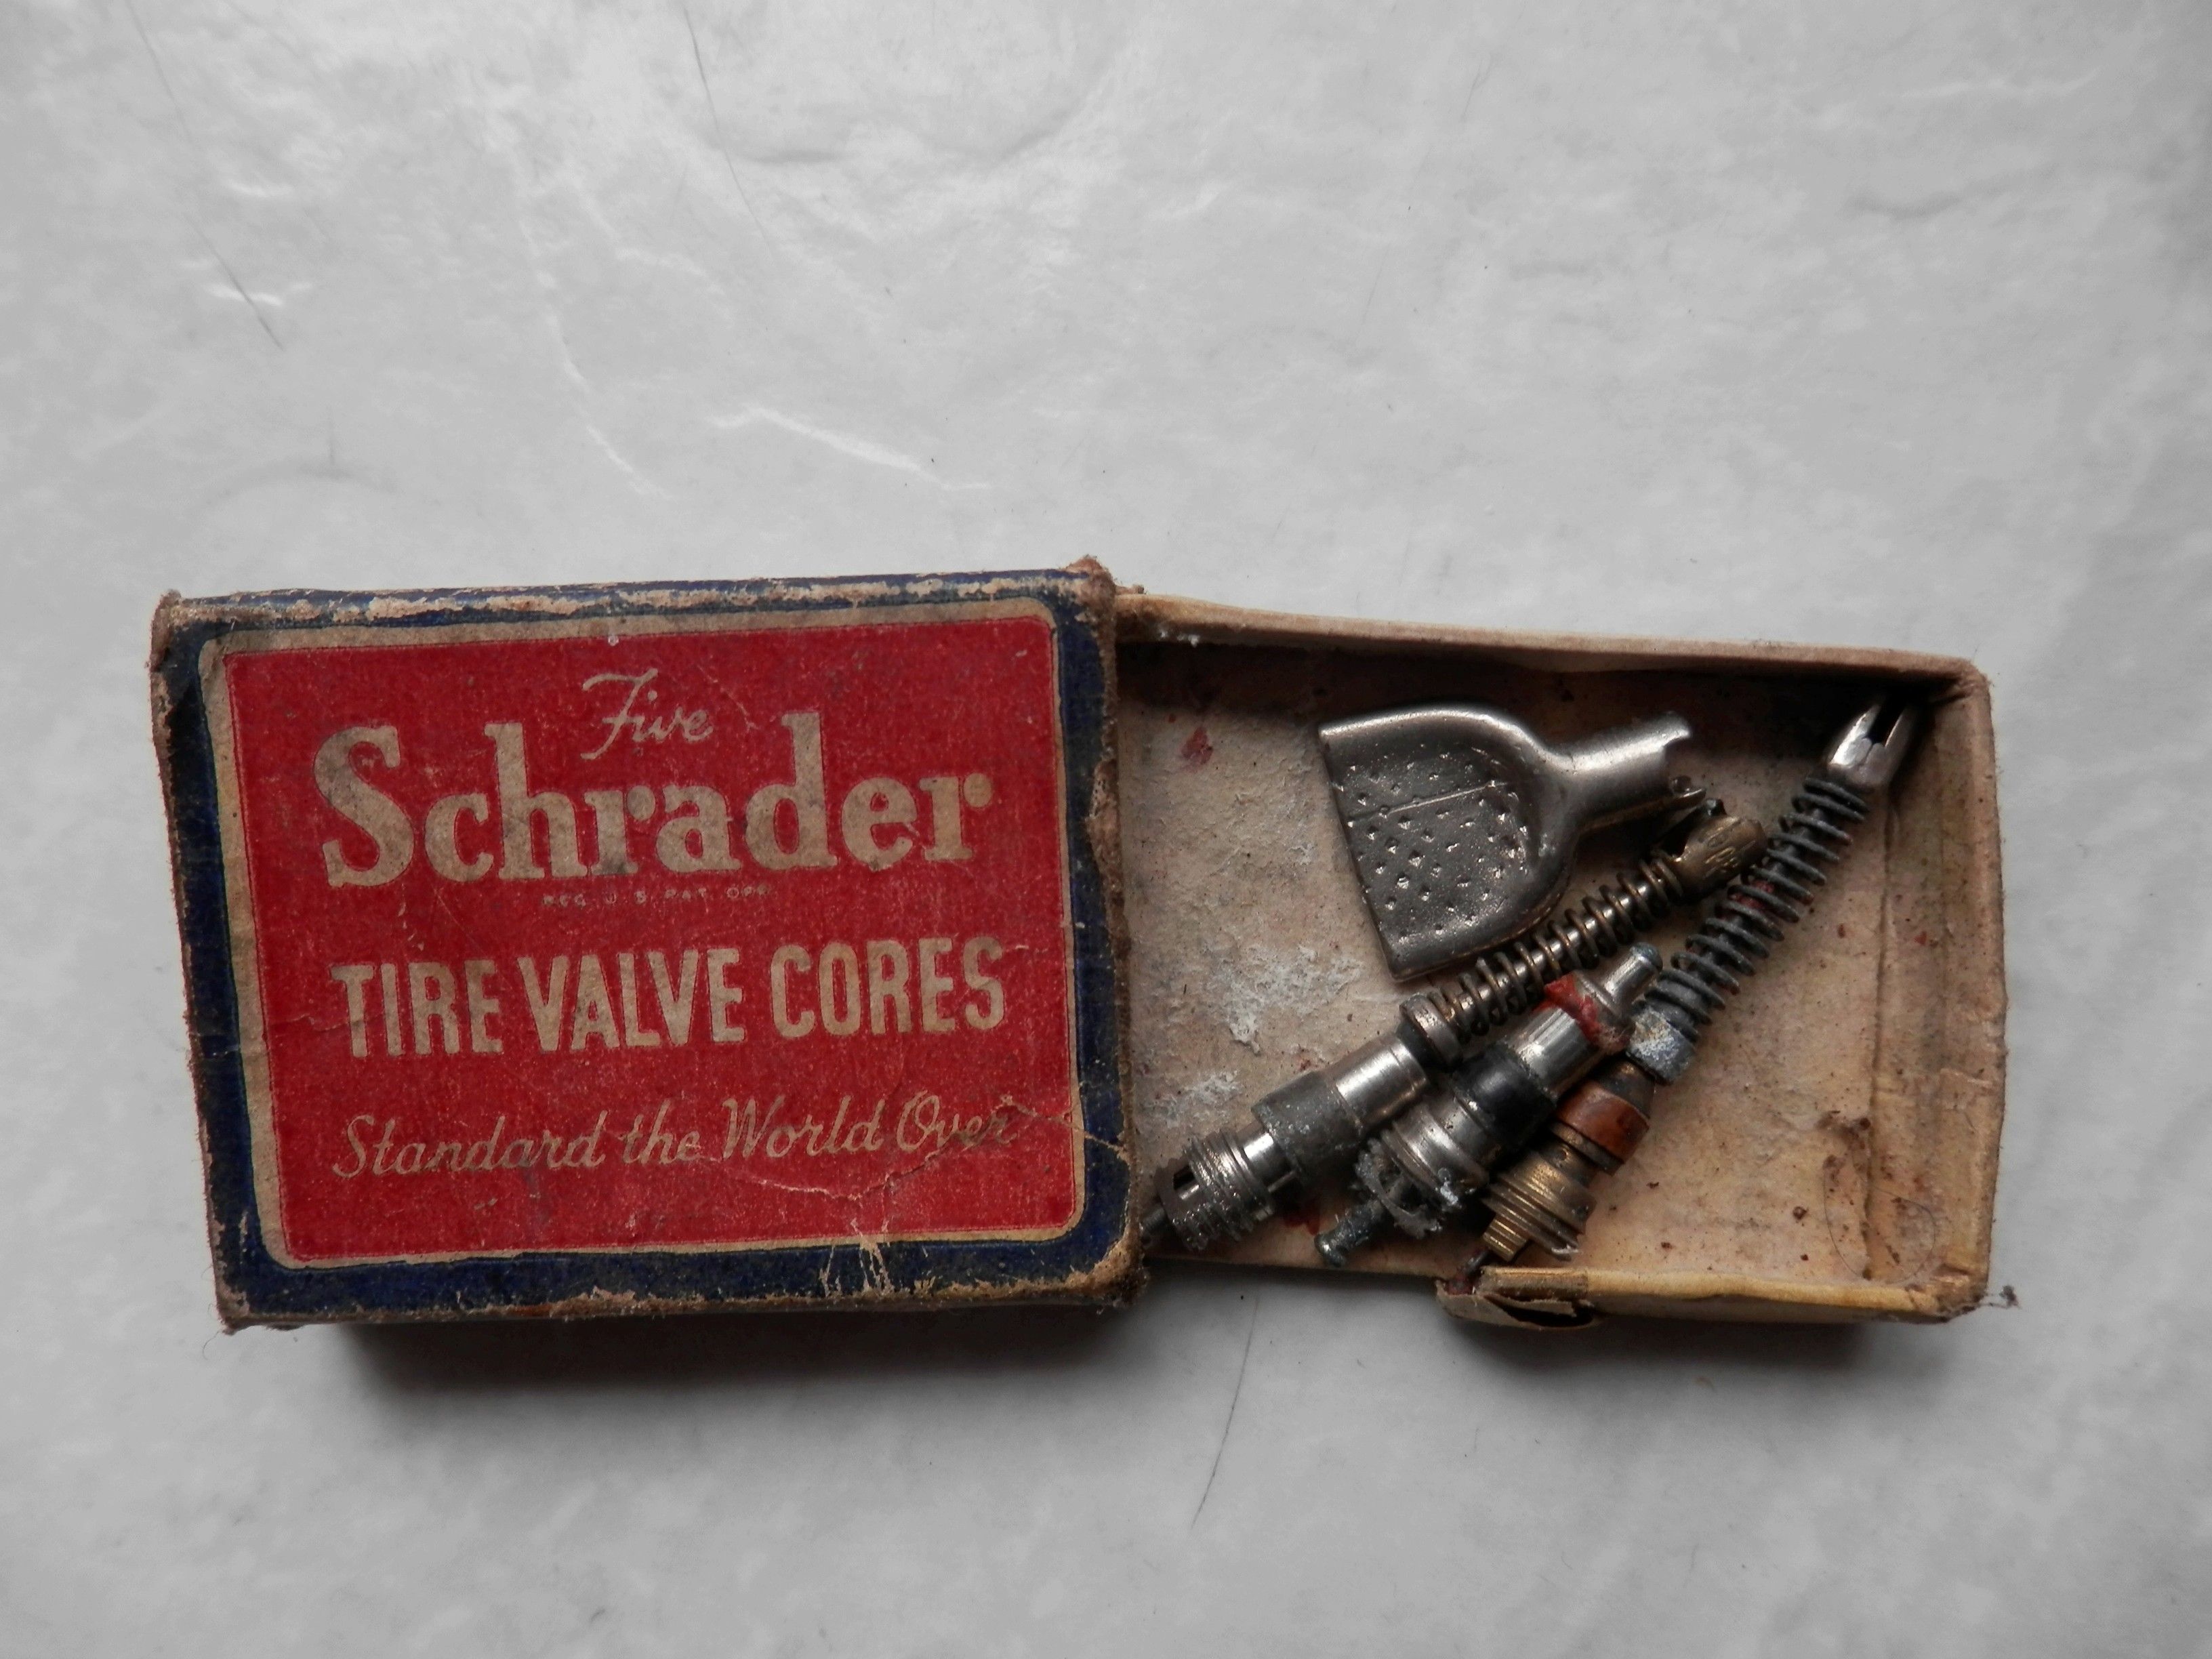 Five
Schrader
REG. U.S. PAT. OFF.
TIRE VALVE CORES
Standard the World Over